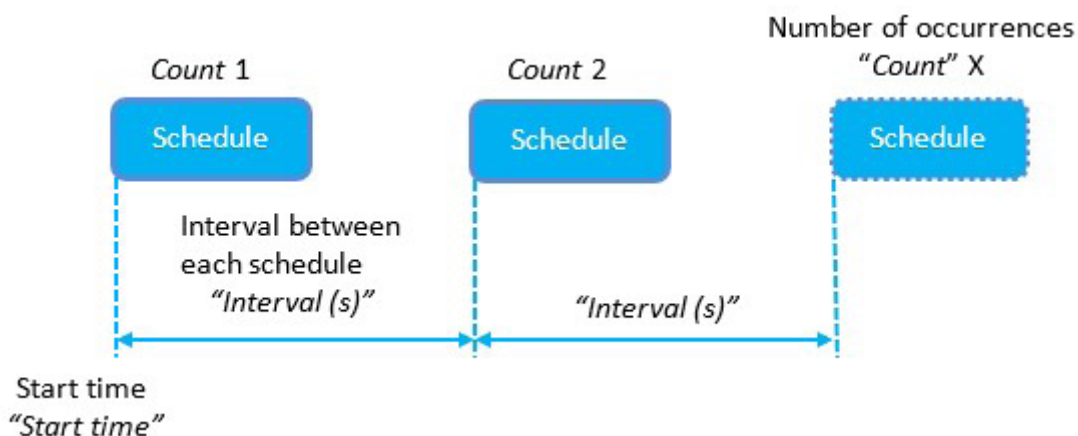 Number of occurrences
Count 1
Count 2
“Count” X
Schedule
Schedule
Schedule
Interval between
each schedule
“Interval (s)”
“Interval (s)”
Start time
“Start time”